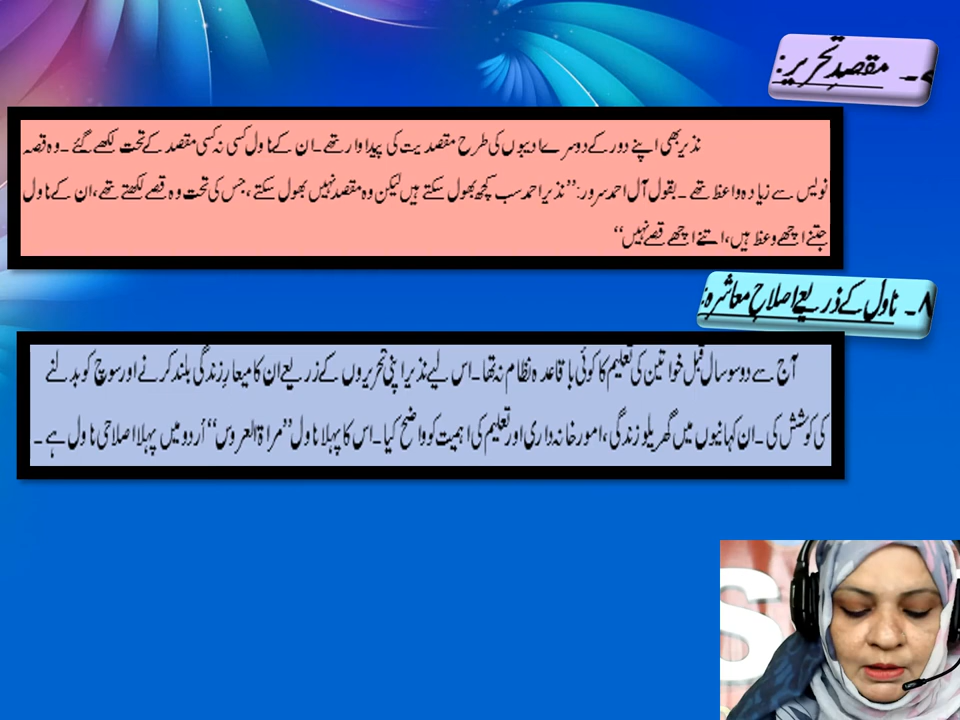 ۷۔ مقصدِ تحریر:
نذیر بھی اپنے دور کے دوسرے ادیبوں کی طرح مقصدیت کی پیداوار تھے۔ ان کے ناول کسی نہ کسی مقصد کے تحت لکھے گئے۔ وہ قصہ
نویس سے زیادہ واعظ تھے۔ بقول آل احمد سرور: ”نذیر احمد سب کچھ بھول سکتے ہیں لیکن وہ مقصد نہیں بھول سکتے، جس کی تحت وہ قصے لکھتے تھے، ان کے ناول
جتنے اچھے وعظ ہیں، اتنے اچھے قصے نہیں“
۸۔ ناول کے ذریعے اصلاحِ معاشرہ:
آج سے دو سو سال قبل خواتین کی تعلیم کا کوئی باقاعدہ نظام نہ تھا۔ اس لیے نذیر اپنی تحریروں کے ذریعے ان کا معیارِ زندگی بلند کرنے اور سوچ کو بدلنے
کی کوشش کی۔ ان کہانیوں میں گھریلو زندگی، امور خانہ داری اور تعلیم کی اہمیت کو واضح کیا۔ اس کا پہلا ناول ”مراۃ العروس“ اُردو میں پہلا اصلاحی ناول ہے۔
S